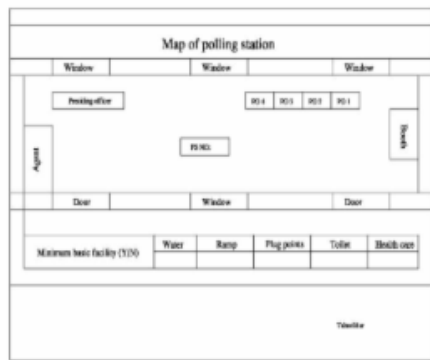 Map of polling station
Window Window Window
Presiding officer PO 4 PO 3 PO 2 PO 1
Booth
Agent
PS NO.
Door Window Door
Minimum basic facility (Y/N) Water Ramp Plug points Toilet Health care
Tahsildar